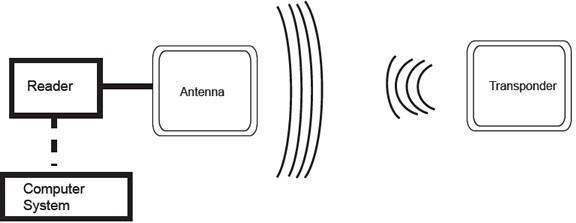 Reader
Antenna
Transponder
Computer
System